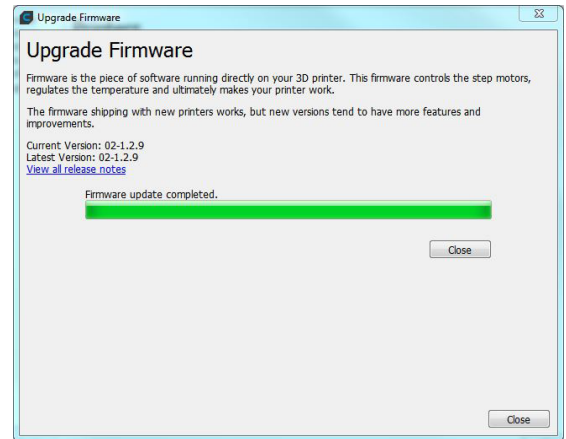 Upgrade Firmware
Upgrade Firmware
Firmware is the piece of software running directly on your 3D printer. This firmware controls the step motors,
regulates the temperature and ultimately makes your printer work.
The firmware shipping with new printers works, but new versions tend to have more features and
improvements.
Current Version: 02-1.2.9
Latest Version: 02-1.2.9
View all release notes
Firmware update completed.
Close
Close